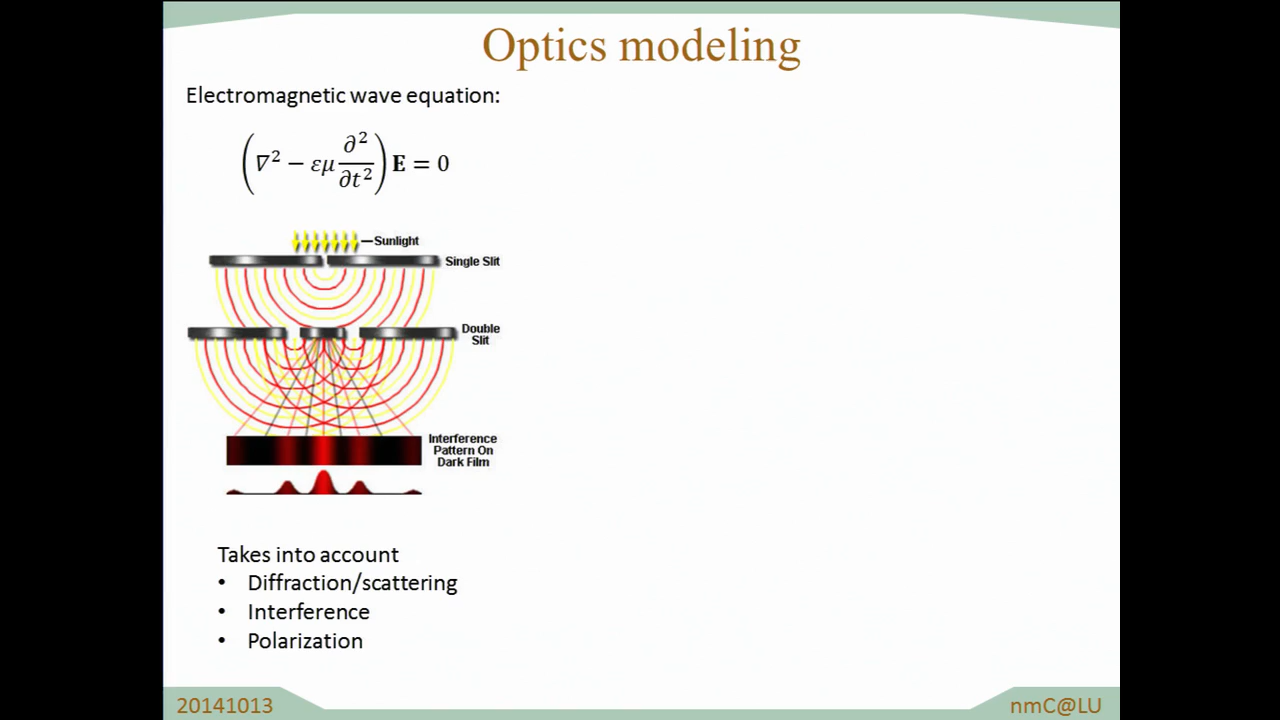 Optics modeling
Electromagnetic wave equation:
(∇² − εμ ∂²/∂t²) E = 0
Sunlight
Single Slit
Double
Slit
Interference
Pattern On
Dark Film
Takes into account
• Diffraction/scattering
• Interference
• Polarization
20141013
nmC@LU